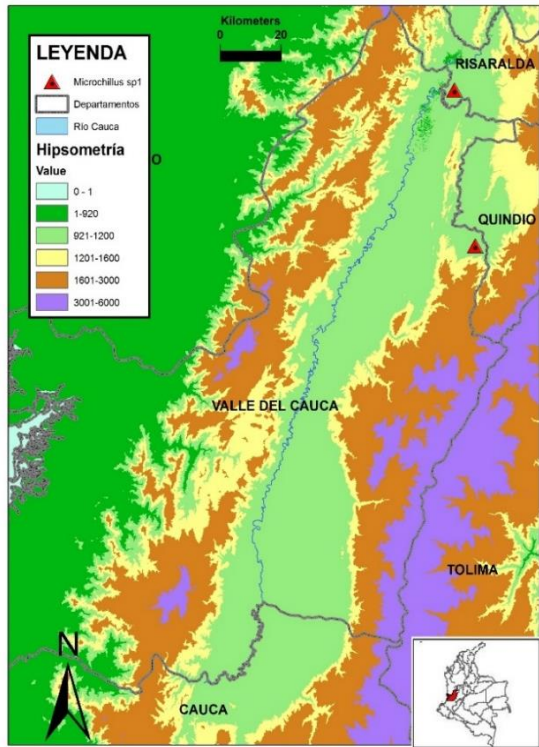 Kilometers
0 20
LEYENDA
Microchillus sp1
Departamentos
Río Cauca
Hipsometría
Value
0 - 1
1-920
921-1200
1201-1600
1601-3000
3001-6000
O
RISARALDA
QUINDIO
VALLE DEL CAUCA
TOLIMA
N
CAUCA